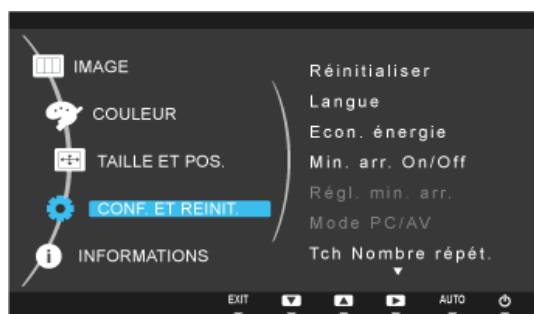 IMAGE
COULEUR
TAILLE ET POS.
CONF. ET REINIT.
INFORMATIONS
Réinitialiser
Langue
Econ. énergie
Min. arr. On/Off
Régl. min. arr.
Mode PC/AV
Tch Nombre répét.
EXIT
AUTO